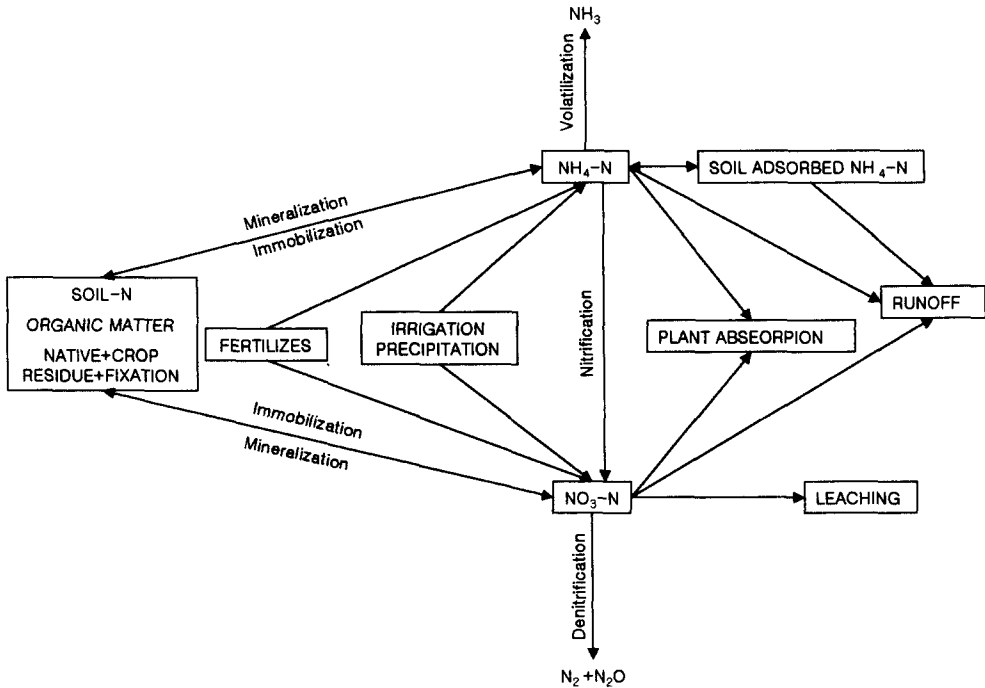 NH₃
Volatilization
NH₄–N
SOIL ADSORBED NH₄–N
Mineralization
Immobilization
SOIL–N
ORGANIC MATTER
NATIVE+CROP
RESIDUE+FIXATION
FERTILIZES
IRRIGATION
PRECIPITATION
Nitrification
PLANT ABSEORPION
RUNOFF
Immobilization
Mineralization
NO₃–N
LEACHING
Denitrification
N₂+N₂O